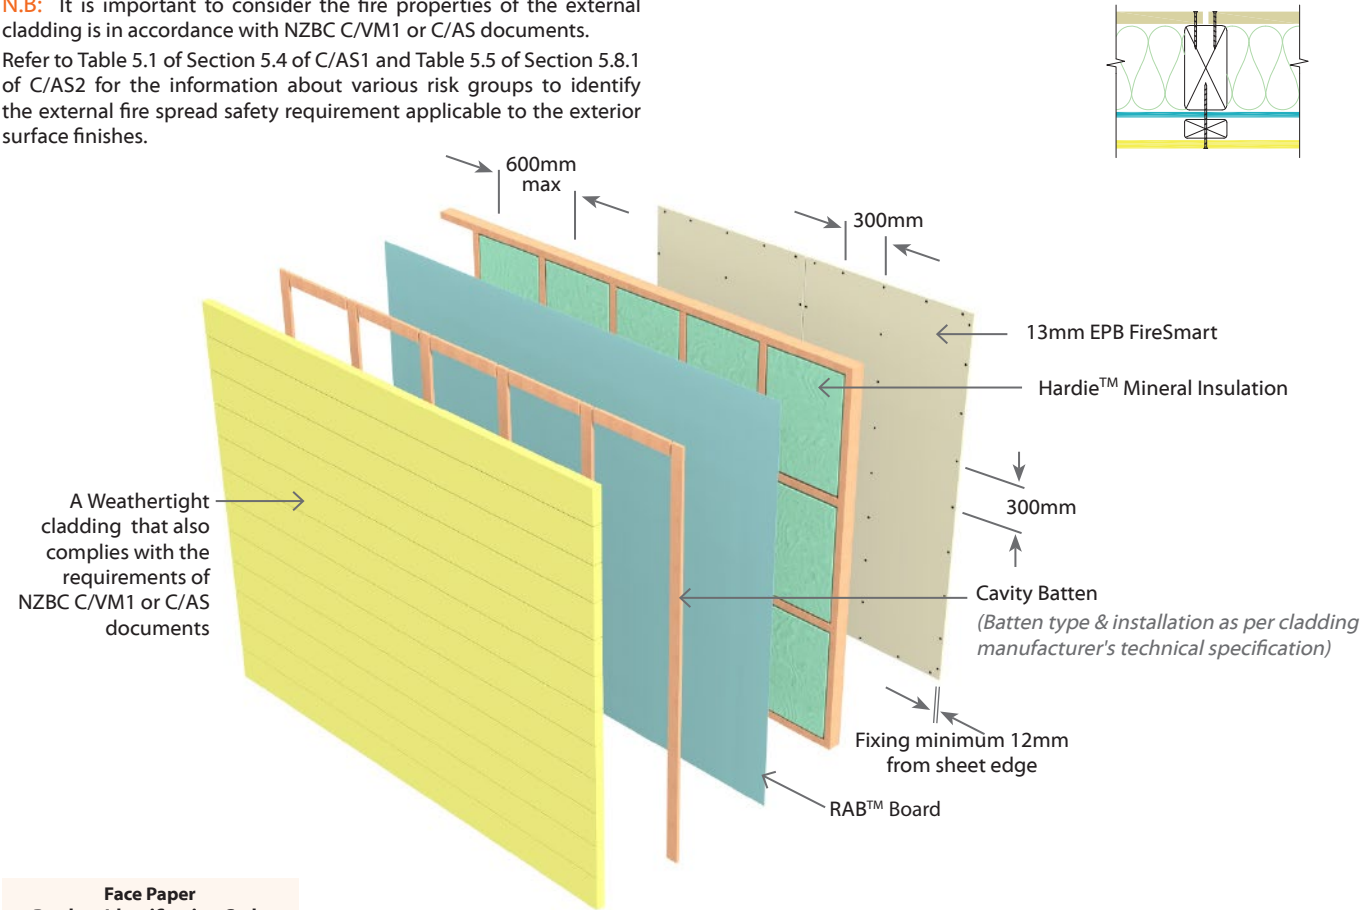 N.B: It is important to consider the fire properties of the external
cladding is in accordance with NZBC C/VM1 or C/AS documents.
Refer to Table 5.1 of Section 5.4 of C/AS1 and Table 5.5 of Section 5.8.1
of C/AS2 for the information about various risk groups to identify
the external fire spread safety requirement applicable to the exterior
surface finishes.
600mm
max
300mm
13mm EPB FireSmart
Hardie™ Mineral Insulation
300mm
A Weathertight
cladding that also
complies with the
requirements of
NZBC C/VM1 or C/AS
documents
Cavity Batten
(Batten type & installation as per cladding
manufacturer's technical specification)
Fixing minimum 12mm
from sheet edge
RAB™ Board
Face Paper